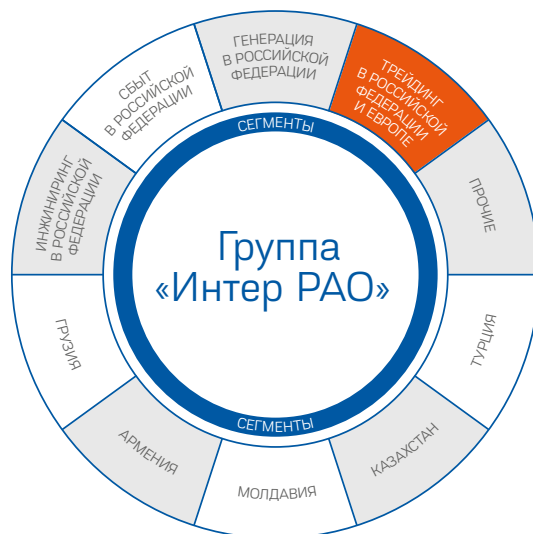 ГЕНЕРАЦИЯ
В РОССИЙСКОЙ
ФЕДЕРАЦИИ
ТРЕЙДИНГ
В РОССИЙСКОЙ
ФЕДЕРАЦИИ
И ЕВРОПЕ
ПРОЧИЕ
ТУРЦИЯ
КАЗАХСТАН
МОЛДАВИЯ
АРМЕНИЯ
ГРУЗИЯ
ИНЖИНИРИНГ
В РОССИЙСКОЙ
ФЕДЕРАЦИИ
СБЫТ
В РОССИЙСКОЙ
ФЕДЕРАЦИИ
СЕГМЕНТЫ
Группа
«Интер РАО»
СЕГМЕНТЫ